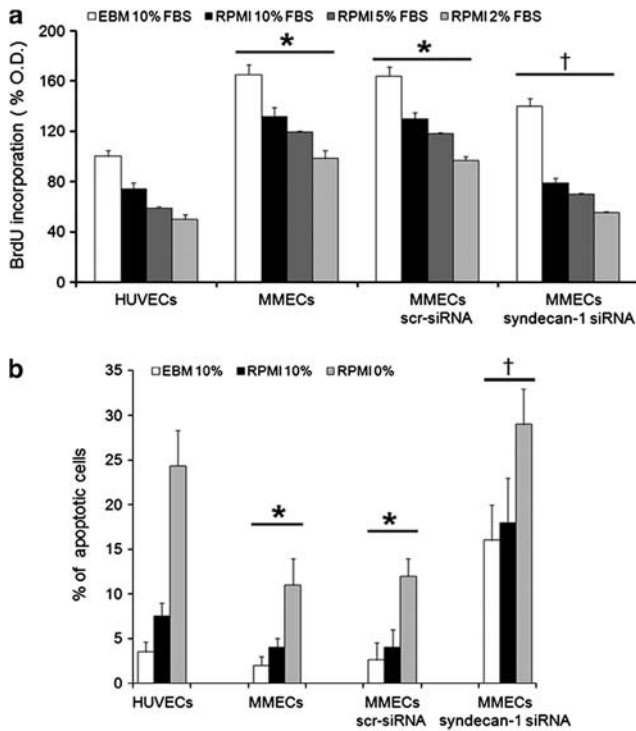 a
EBM 10% FBS RPMI 10% FBS RPMI 5% FBS RPMI 2% FBS
BrdU incorporation ( % O.D.)
200
160
120
80
40
0
* * †
HUVECs MMECs MMECs scr-siRNA MMECs syndecan-1 siRNA
b
EBM 10% RPMI 10% RPMI 0%
% of apoptotic cells
35
30
25
20
15
10
5
0
* * †
HUVECs MMECs MMECs scr-siRNA MMECs syndecan-1 siRNA